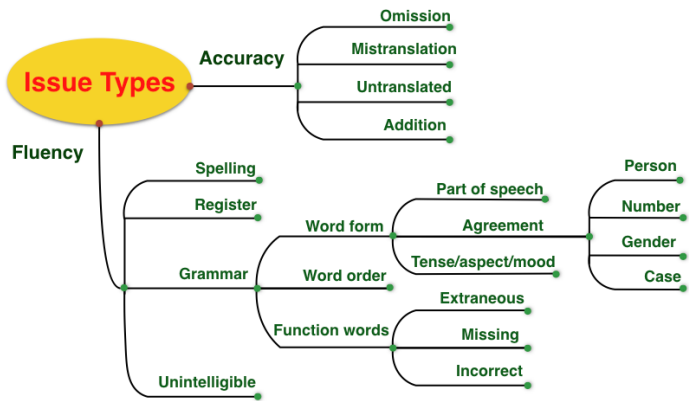 Issue Types
Accuracy
Omission
Mistranslation
Untranslated
Addition
Fluency
Spelling
Register
Grammar
Word form
Part of speech
Agreement
Person
Number
Gender
Case
Tense/aspect/mood
Word order
Function words
Extraneous
Missing
Incorrect
Unintelligible